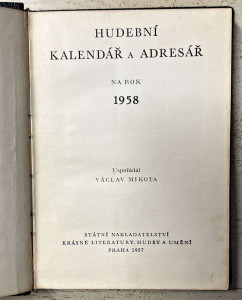 HUDEBNÍ
KALENDÁŘ A ADRESÁŘ
NA ROK
1958
Uspořádal
VÁCLAV MIKOTA
STÁTNÍ NAKLADATELSTVÍ
KRÁSNÉ LITERATURY, HUDBY A UMĚNÍ
PRAHA 1957